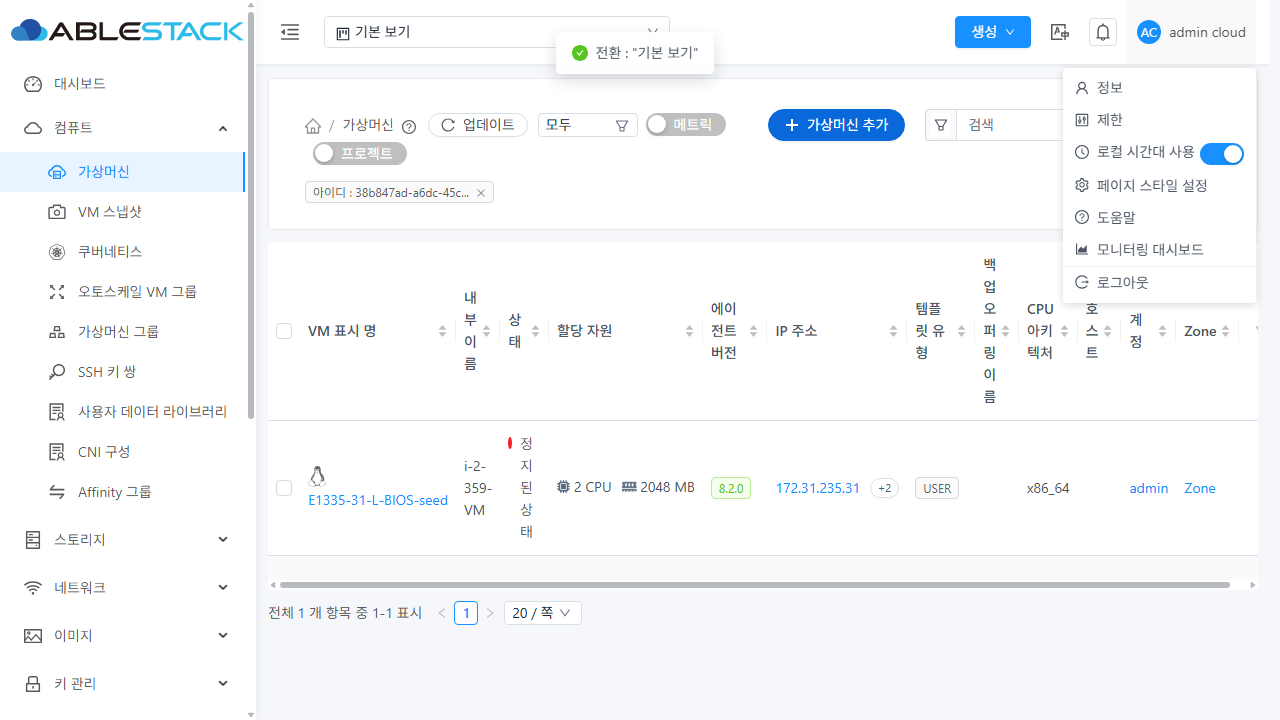 ABLESTACK
기본 보기
생성
AC admin cloud
전환 : "기본 보기"
대시보드
컴퓨트
가상머신
VM 스냅샷
쿠버네티스
오토스케일 VM 그룹
가상머신 그룹
SSH 키 쌍
사용자 데이터 라이브러리
CNI 구성
Affinity 그룹
스토리지
네트워크
이미지
키 관리
정보
제한
로컬 시간대 사용
페이지 스타일 설정
도움말
모니터링 대시보드
로그아웃
/ 가상머신
업데이트
모두
메트릭
가상머신 추가
검색
프로젝트
아이디 : 38b847ad-a6dc-45c...
VM 표시 명
내
부
이
름
상
태
할당 자원
에이
전트
버전
IP 주소
템플
릿 유
형
백
업
오
퍼
링
이
름
CPU
아키
텍처
호
스
트
계
정
Zone
E1335-31-L-BIOS-seed
i-2-
359-
VM
정
지
된
상
태
2 CPU
2048 MB
8.2.0
172.31.235.31
+2
USER
x86_64
admin
Zone
전체 1 개 항목 중 1-1 표시
1
20 / 쪽